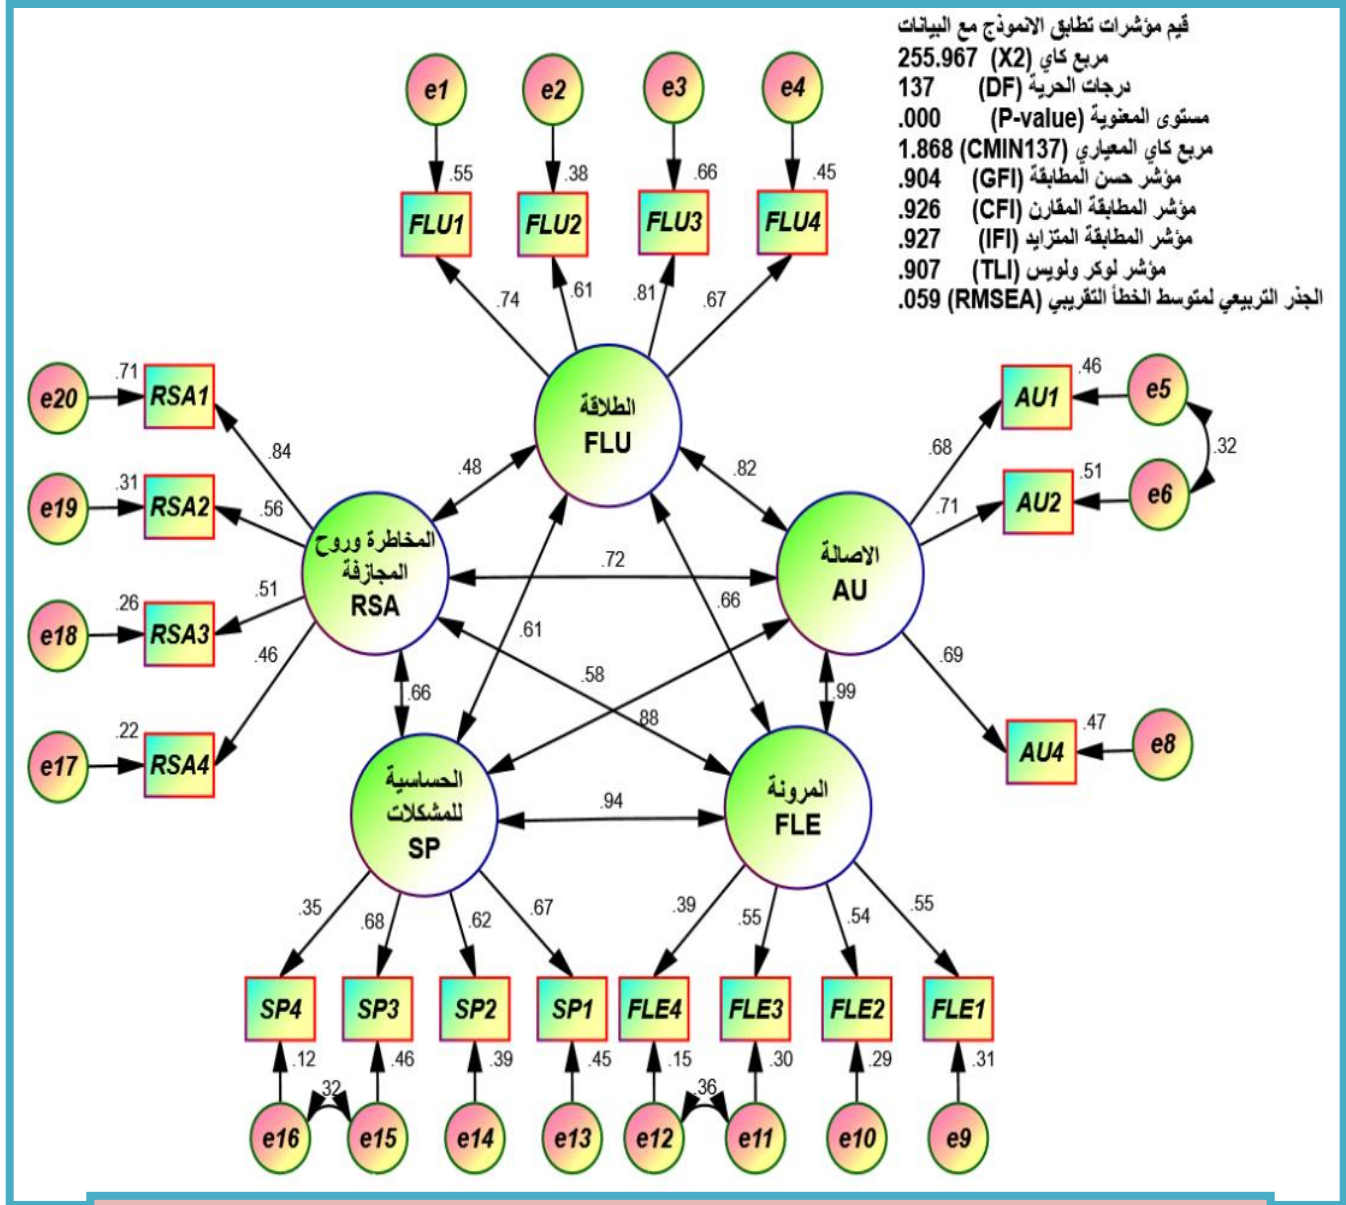 قيم مؤشرات تطابق الانموذج مع البيانات
مربع كاي (X2) 255.967
درجات الحرية (DF) 137
مستوى المعنوية (P-value) .000
مربع كاي المعياري (CMIN137) 1.868
مؤشر حسن المطابقة (GFI) .904
مؤشر المطابقة المقارن (CFI) .926
مؤشر المطابقة المتزايد (IFI) .927
مؤشر لوكر ولويس (TLI) .907
الجذر التربيعي لمتوسط الخطأ التقريبي (RMSEA) .059
e1 e2 e3 e4
.55 .38 .66 .45
FLU1 FLU2 FLU3 FLU4
.74 .61 .81 .67
الطلاقة
FLU
e20 .71 RSA1
e19 .31 RSA2
e18 .26 RSA3
e17 .22 RSA4
.84
.56
.51
.46
المخاطرة وروح
المجازفة
RSA
AU1 .46 e5
AU2 .51 e6
.32
AU4 .47 e8
.68
.71
.69
الاصالة
AU
.48 .82
.72
.61 .66
.58
.88
.66 .99
.94
الحساسية
للمشكلات
SP
المرونة
FLE
.35 .68 .62 .67 .39 .55 .54 .55
SP4 SP3 SP2 SP1 FLE4 FLE3 FLE2 FLE1
.12 .46 .39 .45 .15 .30 .29 .31
.32 .36
e16 e15 e14 e13 e12 e11 e10 e9